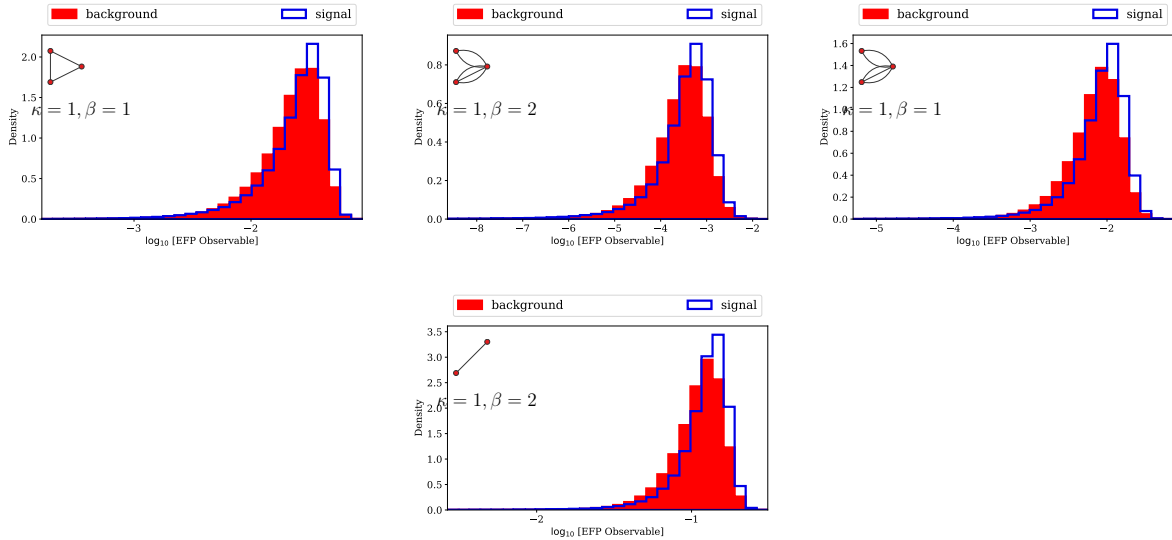 background signal
2.0
1.5
1.0
0.5
0.0
Density
κ = 1, β = 1
−3 −2
log₁₀ [EFP Observable]
background signal
0.8
0.6
0.4
0.2
0.0
Density
κ = 1, β = 2
−8 −7 −6 −5 −4 −3 −2
log₁₀ [EFP Observable]
background signal
1.6
1.4
1.2
1.0
0.8
0.6
0.4
0.2
0.0
Density
κ = 1, β = 1
−5 −4 −3 −2
log₁₀ [EFP Observable]
background signal
3.5
3.0
2.5
2.0
1.5
1.0
0.5
0.0
Density
κ = 1, β = 2
−2 −1
log₁₀ [EFP Observable]